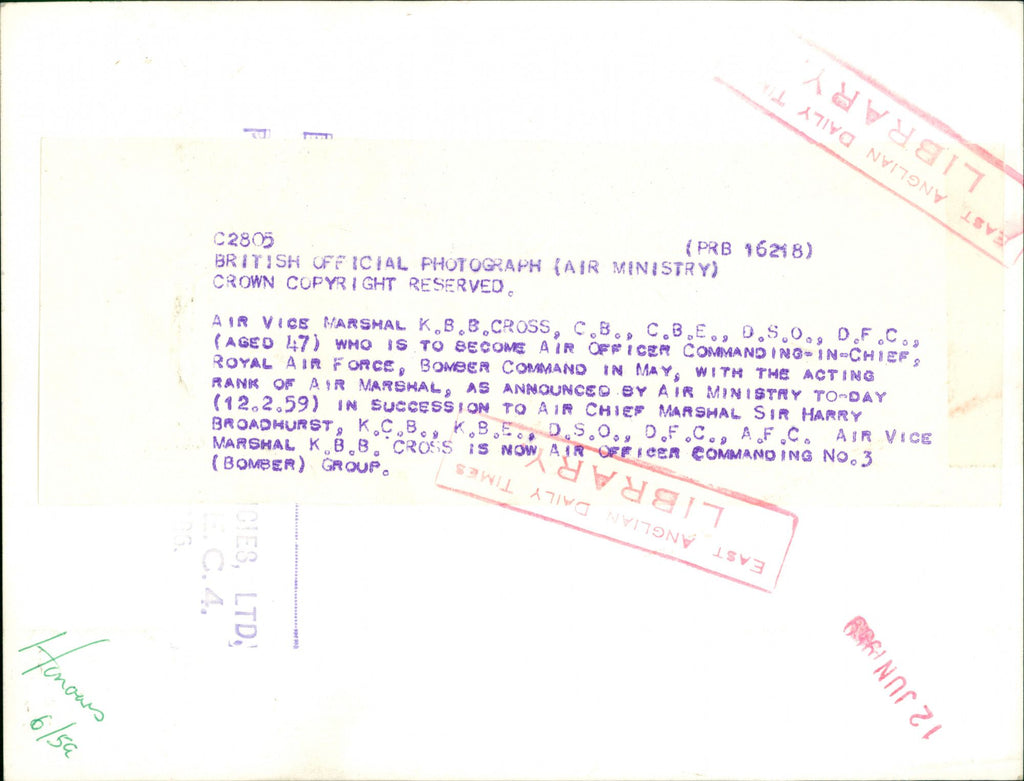 EAST ANGLIAN DAILY
LIBRARY
C2805 (PRB 16218)
BRITISH OFFICIAL PHOTOGRAPH (AIR MINISTRY)
CROWN COPYRIGHT RESERVED.
AIR VICE MARSHAL K.B.B.CROSS, C.B., C.B.E., D.S.O., D.F.C.,
(AGED 47) WHO IS TO BECOME AIR OFFICER COMMANDING-IN-CHIEF,
ROYAL AIR FORCE, BOMBER COMMAND IN MAY, WITH THE ACTING
RANK OF AIR MARSHAL, AS ANNOUNCED BY AIR MINISTRY TO-DAY
(12.2.59) IN SUCCESSION TO AIR CHIEF MARSHAL SIR HARRY
BROADHURST, K.C.B., K.B.E., D.S.O., D.F.C., A.F.C. AIR VICE
MARSHAL K.B.B. CROSS IS NOW AIR OFFICER COMMANDING NO.3
(BOMBER) GROUP.
EAST ANGLIAN DAILY TIMES
LIBRARY
LTD,
E.C.4.
Honours
6/59
12 JUN